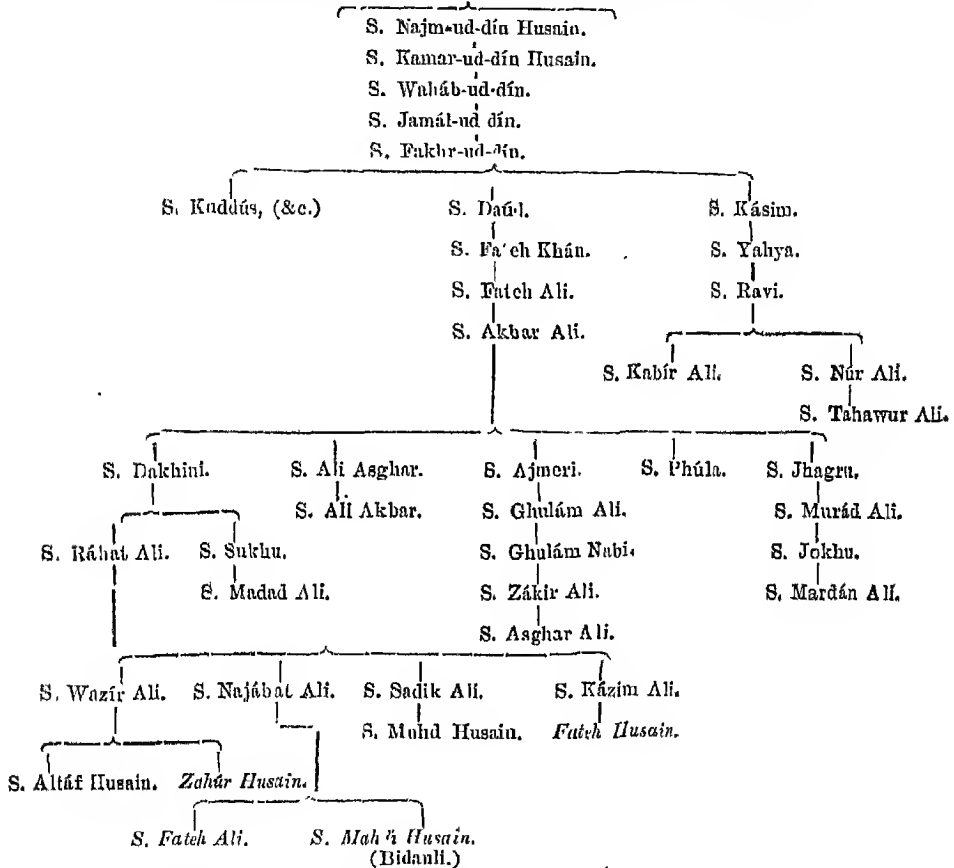 S. Najm-ud-dín Husain.
S. Kamar-ud-dín Husain.
S. Waháb-ud-dín.
S. Jamál-ud dín.
S. Fakhr-ud-dín.
S. Kuddús, (&c.) S. Daúd. S. Kásim.
S. Fateh Khán. S. Yahya.
S. Fateh Ali. S. Ravi.
S. Akbar Ali.
S. Kabír Ali. S. Núr Ali.
S. Tahawur Ali.
S. Dakhini. S. Ali Asghar. S. Ajmeri. S. Phúla. S. Jhagru.
S. Ali Akbar. S. Ghulám Ali. S. Murád Ali.
S. Ráhat Ali. S. Sukhu. S. Ghulám Nabi. S. Jokhu.
S. Madad Ali. S. Zákir Ali. S. Mardán Ali.
S. Asghar Ali.
S. Wazír Ali. S. Najábat Ali. S. Sadik Ali. S. Kázim Ali.
S. Muhd Husain. Fateh Husain.
S. Altáf Husain. Zahúr Husain.
S. Fateh Ali. S. Husain.
(Bidauli.)